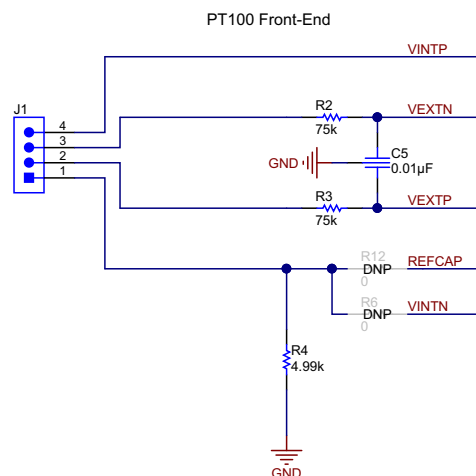 PT100 Front-End
VINTP
J1
4
3
2
1
R2
75k
VEXTN
GND
C5
0.01µF
R3
75k
VEXTP
R12
DNP
0
REFCAP
R6
DNP
0
VINTN
R4
4.99k
GND